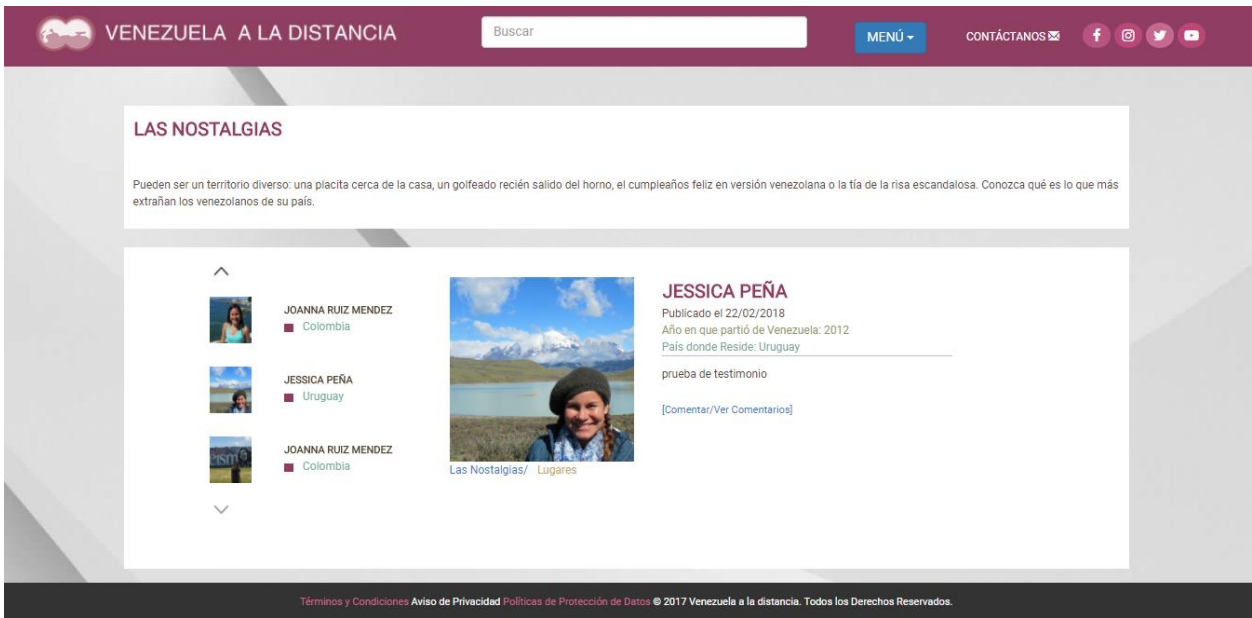 VENEZUELA A LA DISTANCIA
Buscar
MENÚ
CONTÁCTANOS
LAS NOSTALGIAS
Pueden ser un territorio diverso: una placita cerca de la casa, un golfeado recién salido del horno, el cumpleaños feliz en versión venezolana o la tía de la risa escandalosa. Conozca qué es lo que más
extrañan los venezolanos de su país.
JOANNA RUIZ MENDEZ
Colombia
JESSICA PEÑA
Uruguay
eism
JOANNA RUIZ MENDEZ
Colombia
Las Nostalgias/ Lugares
JESSICA PEÑA
Publicado el 22/02/2018
Año en que partió de Venezuela: 2012
País donde Reside: Uruguay
prueba de testimonio
[Comentar/Ver Comentarios]
Términos y Condiciones Aviso de Privacidad Políticas de Protección de Datos © 2017 Venezuela a la distancia. Todos los Derechos Reservados.